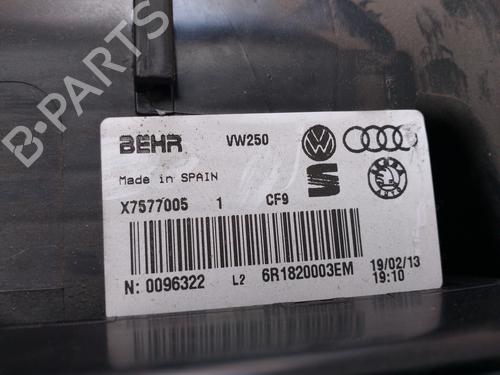 B-PARTS
BEHR VW250
Made in SPAIN
X7577005 1 CF9
N: 0096322 L2 6R1820003EM 19/02/13
19:10